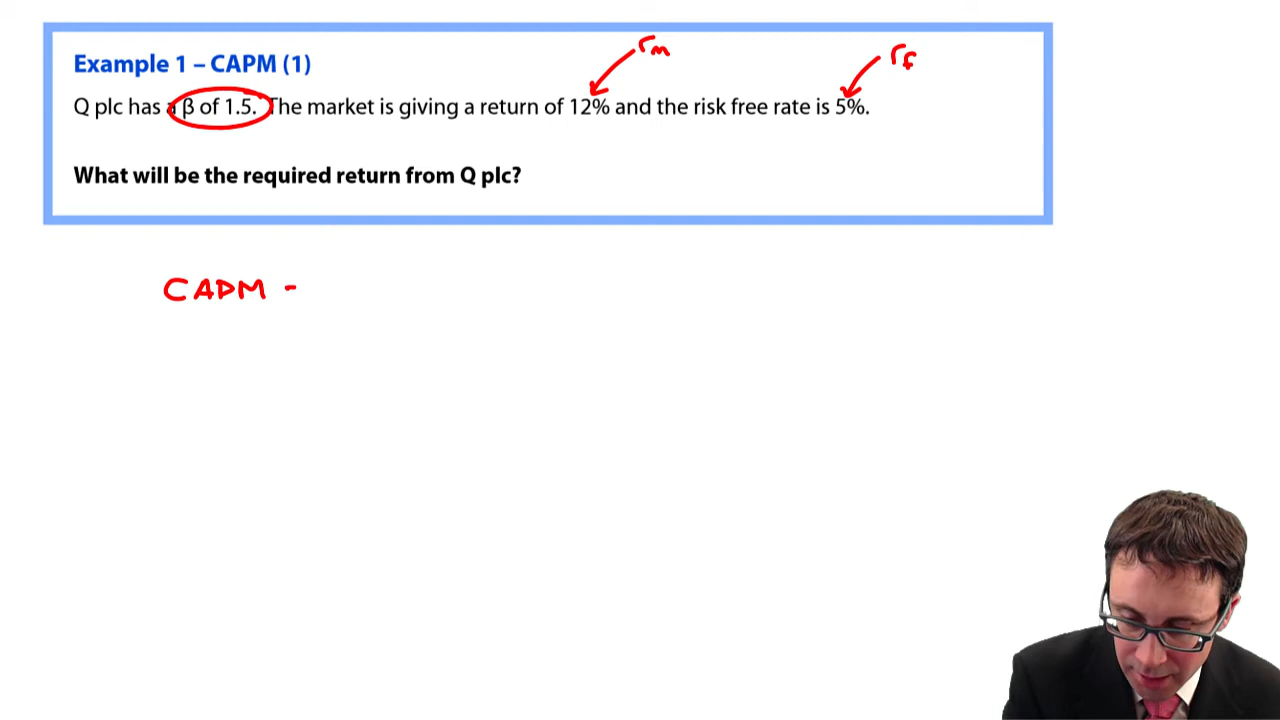 Example 1 – CAPM (1)
rm
rf
Q plc has a β of 1.5. The market is giving a return of 12% and the risk free rate is 5%.
What will be the required return from Q plc?
CAPM -